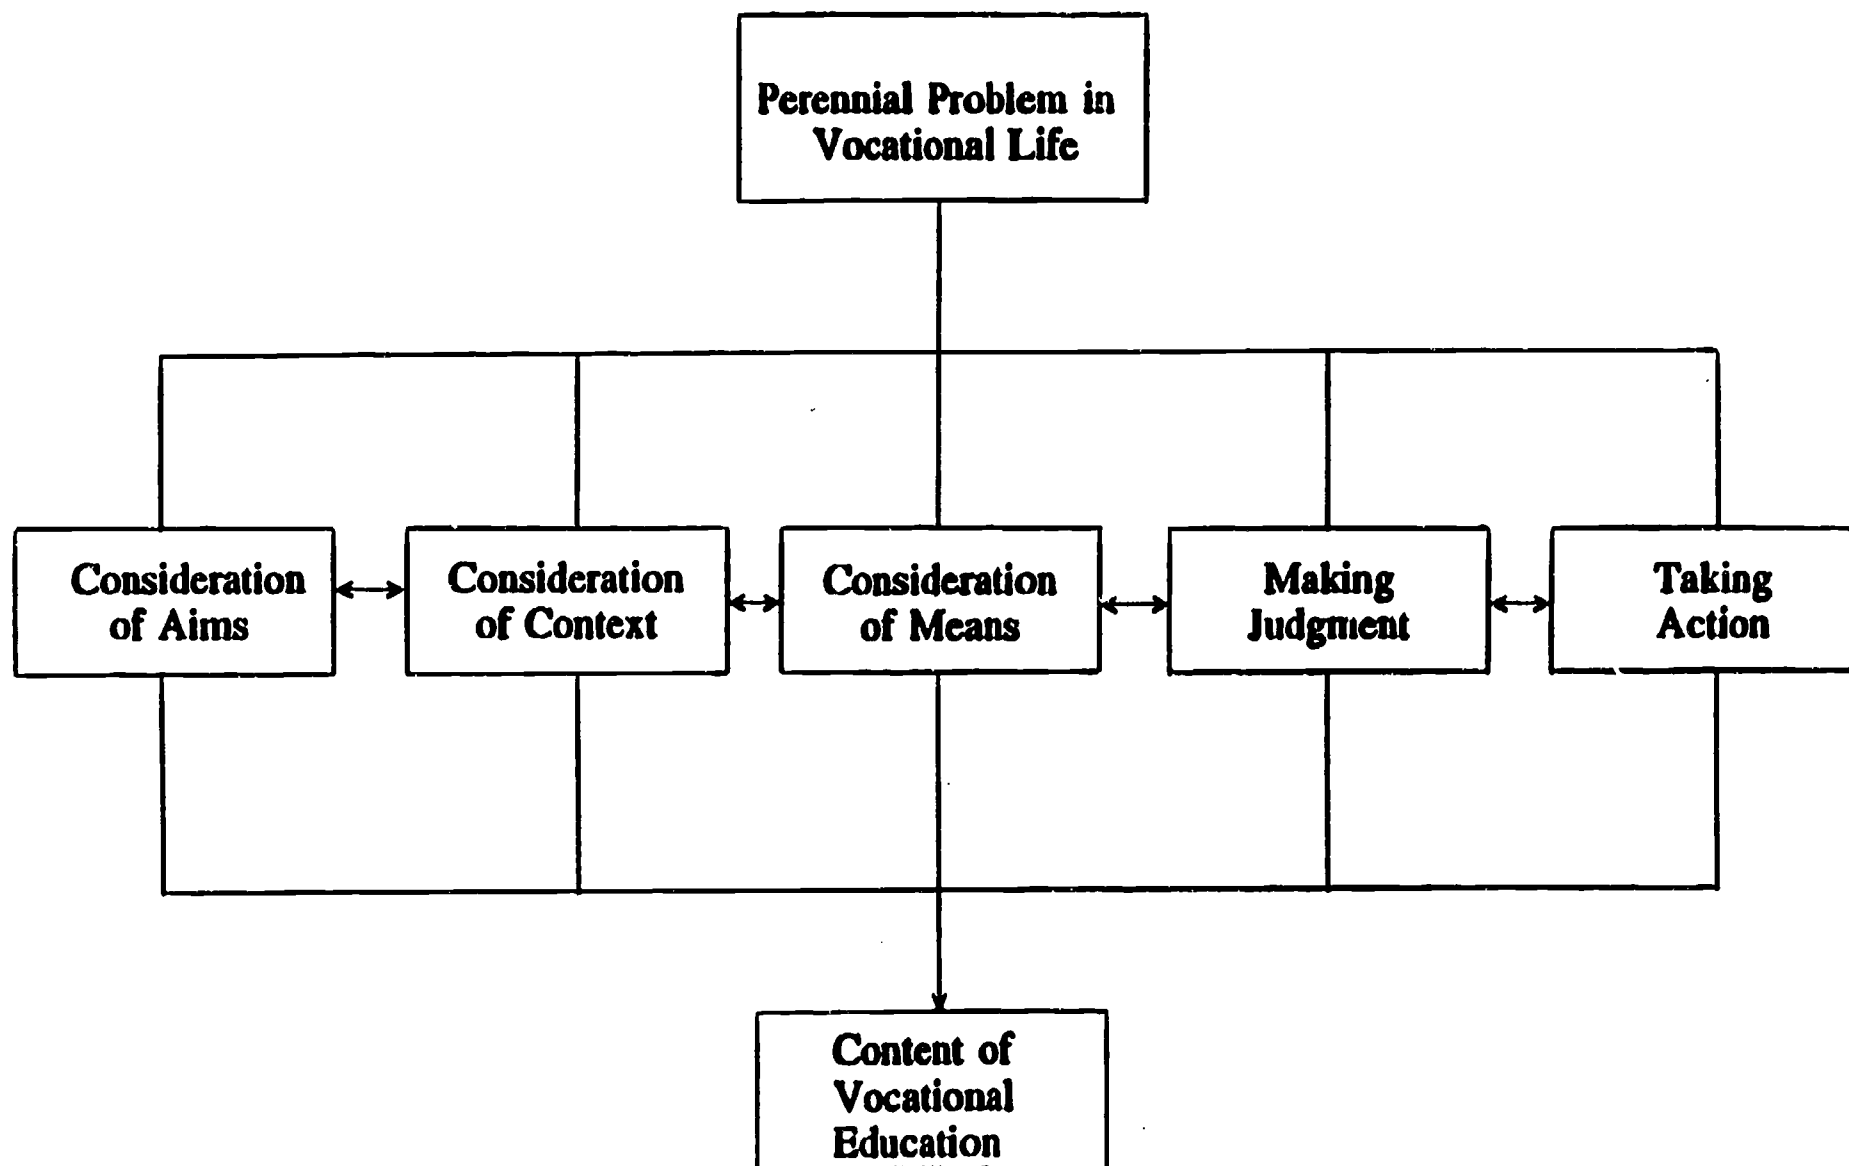 Perennial Problem in
Vocational Life
Consideration
of Aims
Consideration
of Context
Consideration
of Means
Making
Judgment
Taking
Action
Content of
Vocational
Education